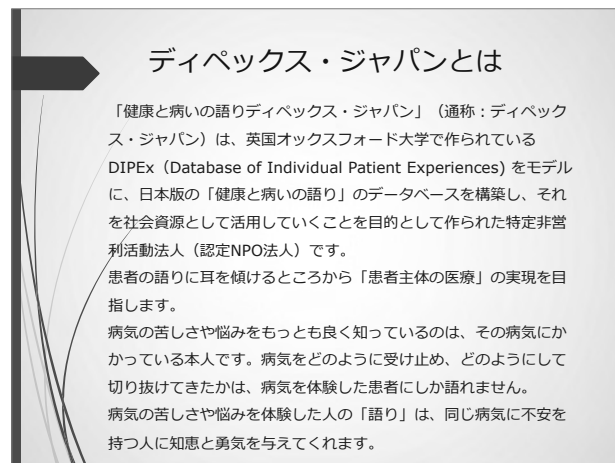 ディペックス・ジャパンとは
「健康と病いの語りディペックス・ジャパン」（通称：ディペック
ス・ジャパン）は、英国オックスフォード大学で作られている
DIPEx（Database of Individual Patient Experiences) をモデル
に、日本版の「健康と病いの語り」のデータベースを構築し、それ
を社会資源として活用していくことを目的として作られた特定非営
利活動法人（認定NPO法人）です。
患者の語りに耳を傾けるところから「患者主体の医療」の実現を目
指します。
病気の苦しさや悩みをもっとも良く知っているのは、その病気にか
かっている本人です。病気をどのように受け止め、どのようにして
切り抜けてきたかは、病気を体験した患者にしか語れません。
病気の苦しさや悩みを体験した人の「語り」は、同じ病気に不安を
持つ人に知恵と勇気を与えてくれます。